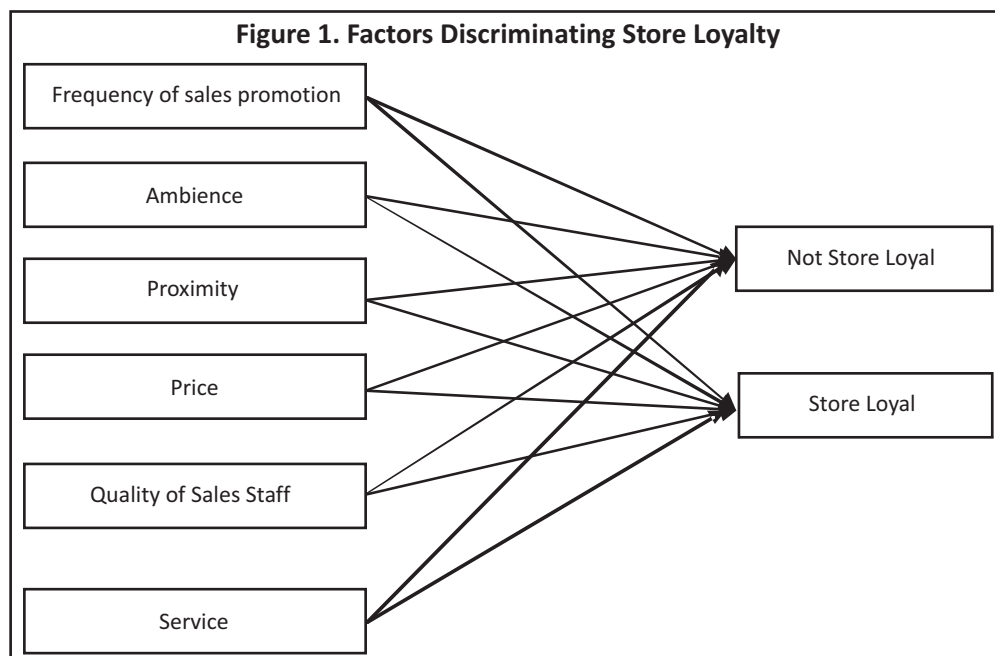 Figure 1. Factors Discriminating Store Loyalty
Frequency of sales promotion
Ambience
Proximity
Price
Quality of Sales Staff
Service
Not Store Loyal
Store Loyal